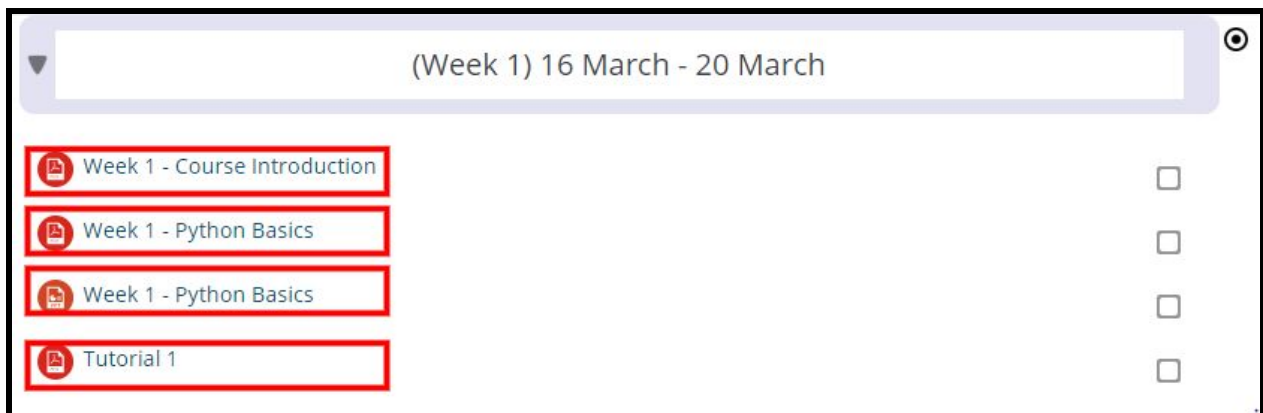 (Week 1) 16 March - 20 March
Week 1 - Course Introduction
Week 1 - Python Basics
Week 1 - Python Basics
Tutorial 1